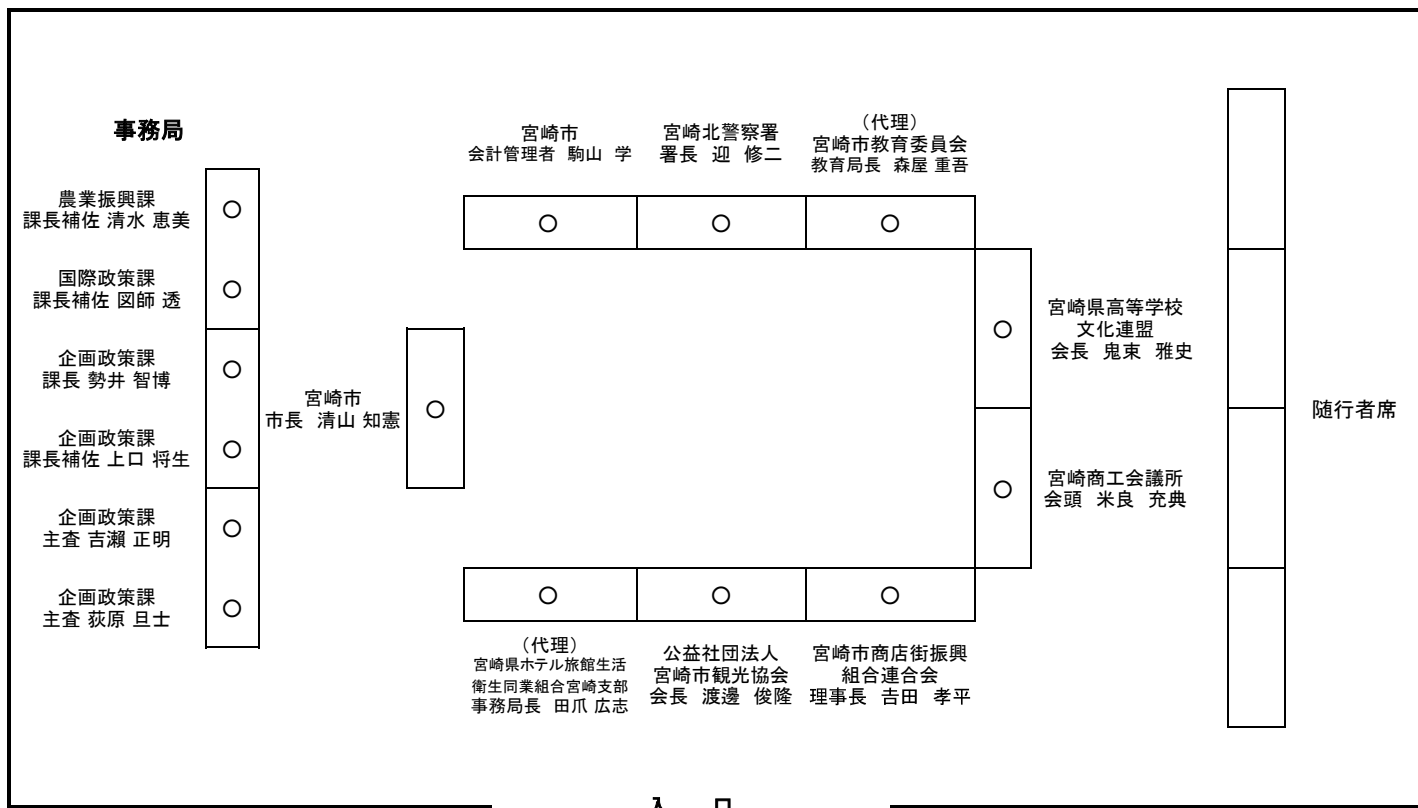 事務局
農業振興課
課長補佐 清水 恵美
国際政策課
課長補佐 図師 透
企画政策課
課長 勢井 智博
企画政策課
課長補佐 上口 将生
企画政策課
主査 吉瀬 正明
企画政策課
主査 荻原 旦士
宮崎市
市長 清山 知憲
宮崎市
会計管理者 駒山 学
宮崎北警察署
署長 迎 修二
（代理）
宮崎市教育委員会
教育局長 森屋 重吾
宮崎県高等学校
文化連盟
会長 鬼束 雅史
宮崎商工会議所
会頭 米良 充典
（代理）
宮崎県ホテル旅館生活
衛生同業組合宮崎支部
事務局長 田爪 広志
公益社団法人
宮崎市観光協会
会長 渡邊 俊隆
宮崎市商店街振興
組合連合会
理事長 𠮷田 孝平
随行者席
入 口